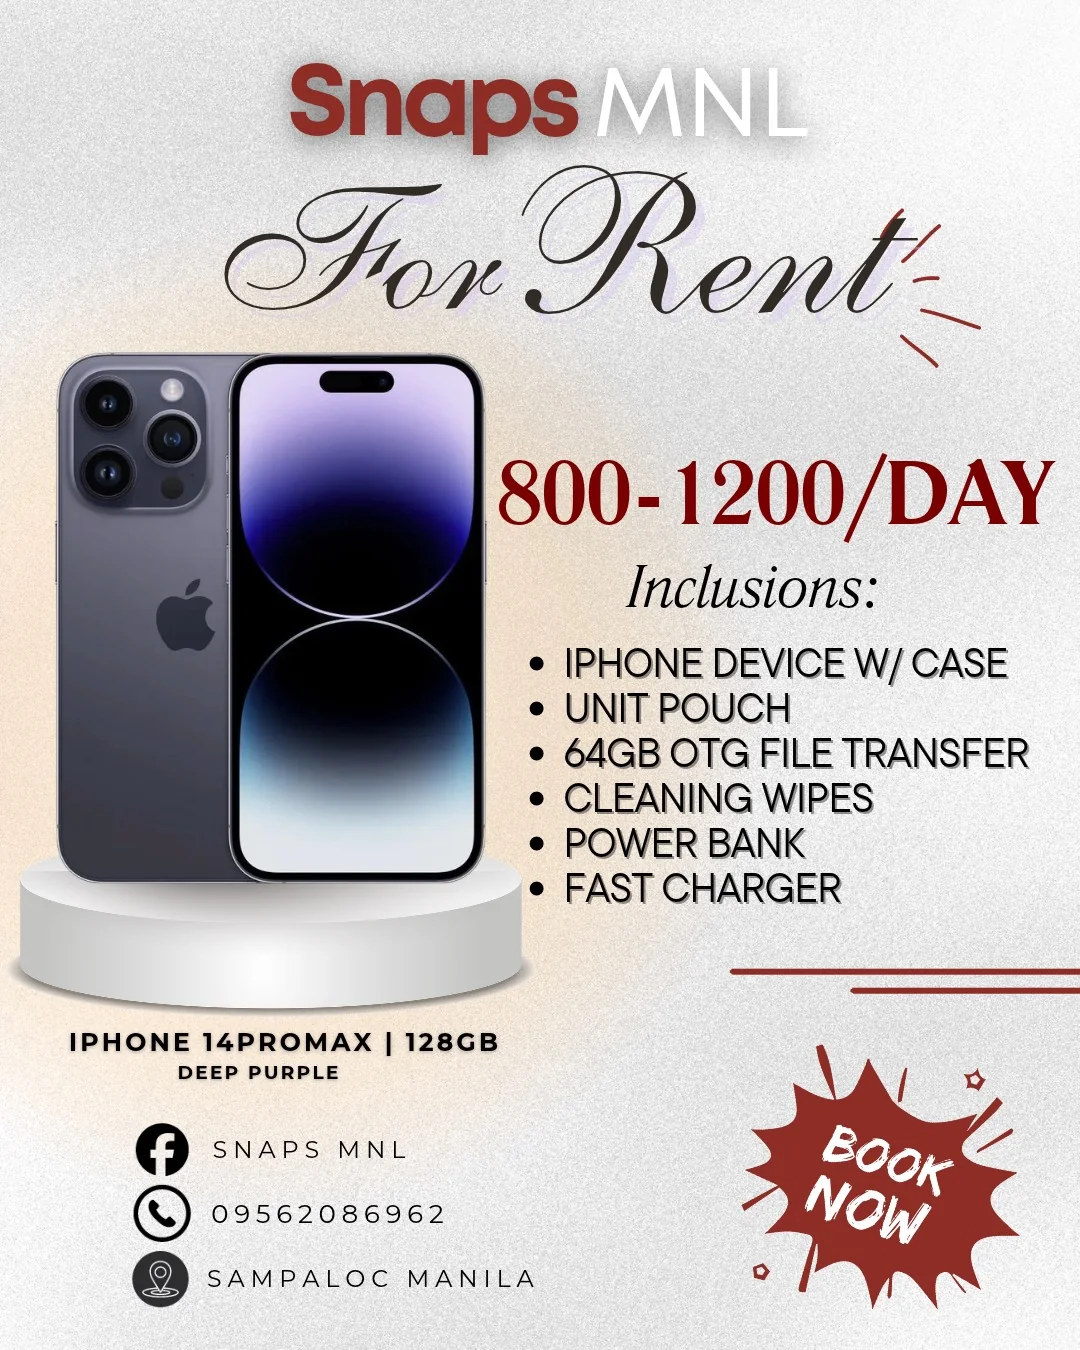 Snaps MNL
For Rent
800-1200/DAY
Inclusions:
• IPHONE DEVICE W/ CASE
• UNIT POUCH
• 64GB OTG FILE TRANSFER
• CLEANING WIPES
• POWER BANK
• FAST CHARGER
IPHONE 14PROMAX | 128GB
DEEP PURPLE
SNAPS MNL
09562086962
SAMPALOC MANILA
BOOK
NOW